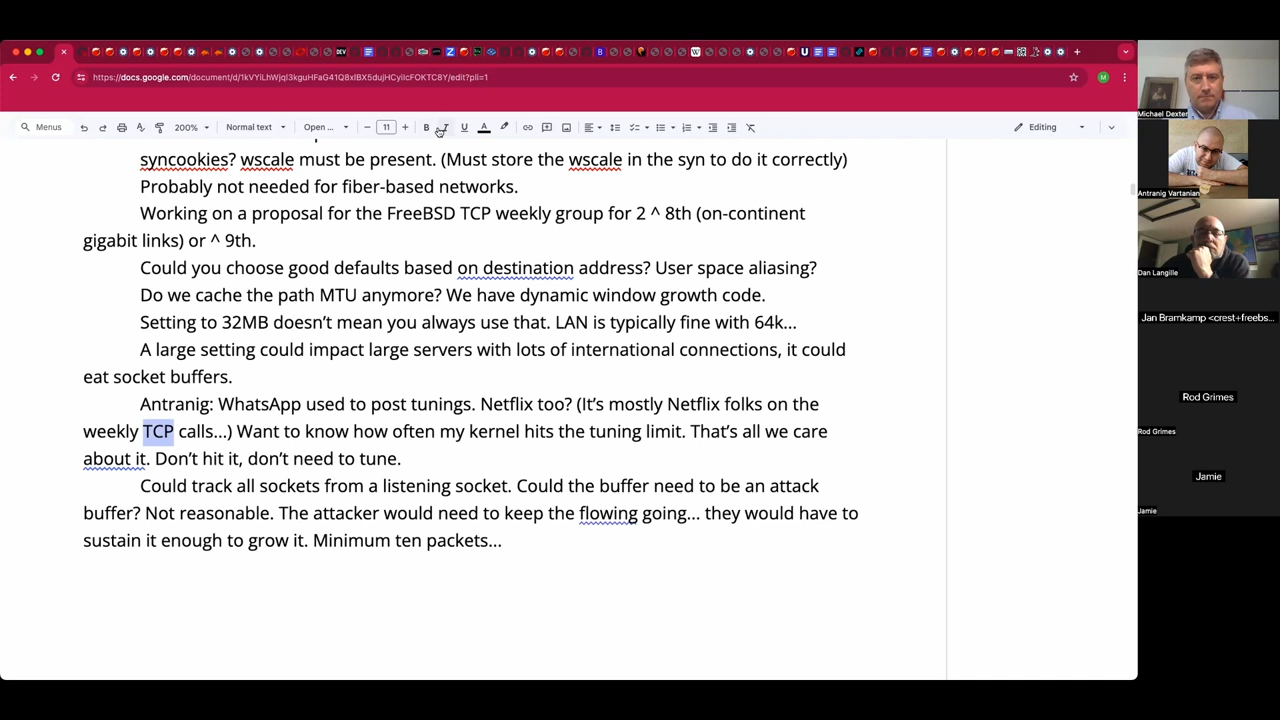 https://docs.google.com/document/d/1kVYiLhWjql3kguHFaG41Q8xlBX5dujHCyiIcFOKTC8Y/edit?pli=1
Menus 200% Normal text Open ... 11 B U Editing
syncookies? wscale must be present. (Must store the wscale in the syn to do it correctly)
Probably not needed for fiber-based networks.
Working on a proposal for the FreeBSD TCP weekly group for 2 ^ 8th (on-continent
gigabit links) or ^ 9th.
Could you choose good defaults based on destination address? User space aliasing?
Do we cache the path MTU anymore? We have dynamic window growth code.
Setting to 32MB doesn’t mean you always use that. LAN is typically fine with 64k...
A large setting could impact large servers with lots of international connections, it could
eat socket buffers.
Antranig: WhatsApp used to post tunings. Netflix too? (It’s mostly Netflix folks on the
weekly TCP calls...) Want to know how often my kernel hits the tuning limit. That’s all we care
about it. Don’t hit it, don’t need to tune.
Could track all sockets from a listening socket. Could the buffer need to be an attack
buffer? Not reasonable. The attacker would need to keep the flowing going... they would have to
sustain it enough to grow it. Minimum ten packets...
Michael Dexter
Antranig Vartanian
Dan Langille
Jan Bramkamp <crest+freebs...
Rod Grimes
Rod Grimes
Jamie
Jamie